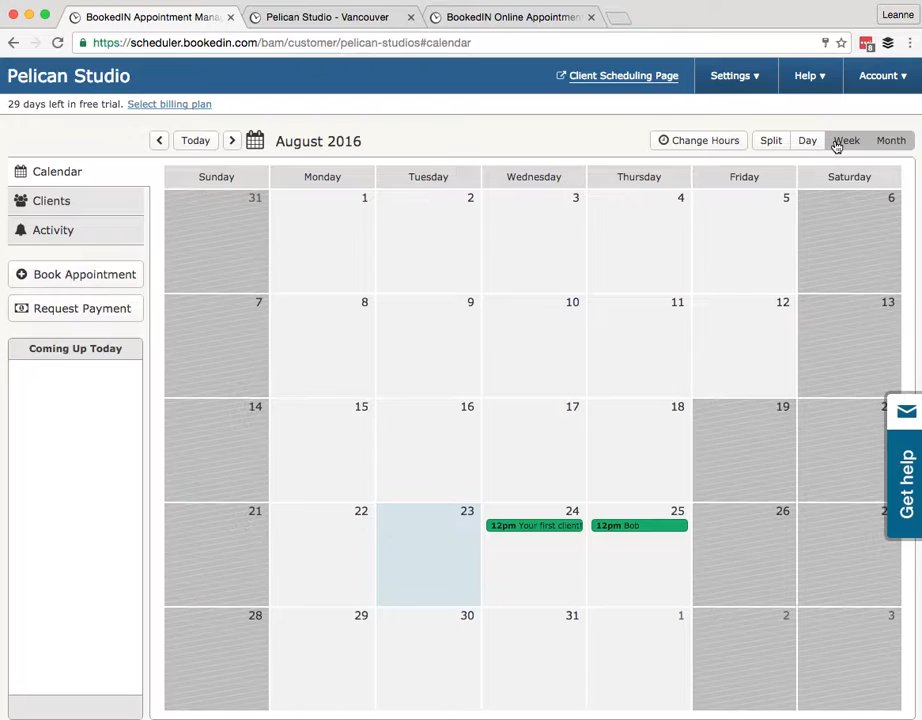 BookedIN Appointment Mana
Pelican Studio - Vancouver
BookedIN Online Appointment
Leanne
https://scheduler.bookedin.com/bam/customer/pelican-studios#calendar
8
Pelican Studio
Client Scheduling Page
Settings
Help
Account
29 days left in free trial. Select billing plan
Today
August 2016
Change Hours
Split
Day
Week
Month
Calendar
Clients
Activity
Book Appointment
Request Payment
Coming Up Today
Sunday Monday Tuesday Wednesday Thursday Friday Saturday
31 1 2 3 4 5 6
7 8 9 10 11 12 13
14 15 16 17 18 19 2
21 22 23 24 25 26 2
12pm Your first client!
12pm Bob
28 29 30 31 1 2 3
Get help